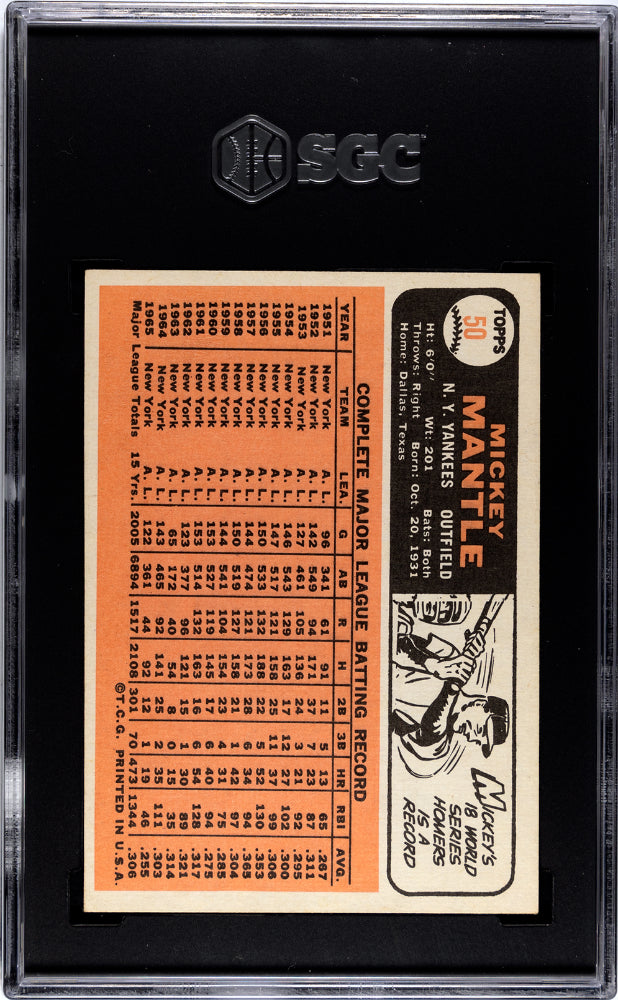 SGC
TOPPS
50
MICKEY
MANTLE
N. Y. YANKEES OUTFIELD
Ht: 6'0" Wt: 201 Bats: Both
Throws: Right Born: Oct. 20, 1931
Home: Dallas, Texas
MICKEY'S
18 WORLD
SERIES
HOMERS
IS A
RECORD
COMPLETE MAJOR LEAGUE BATTING RECORD
YEAR TEAM LEA. G AB R H 2B 3B HR RBI AVG.
1951 New York A. L. 96 341 61 91 11 5 13 65 .267
1952 New York A. L. 142 549 94 171 37 7 23 87 .311
1953 New York A. L. 127 461 105 136 24 3 21 92 .295
1954 New York A. L. 146 543 129 163 17 12 27 102 .300
1955 New York A. L. 147 517 121 158 25 11 37 99 .306
1956 New York A. L. 150 533 132 188 22 5 52 130 .353
1957 New York A. L. 144 474 121 173 28 6 34 94 .365
1958 New York A. L. 150 519 127 158 21 1 42 97 .304
1959 New York A. L. 144 541 104 154 23 4 31 75 .285
1960 New York A. L. 153 527 119 145 17 6 40 94 .275
1961 New York A. L. 153 514 132 163 16 6 54 128 .317
1962 New York A. L. 123 377 96 121 15 1 30 89 .321
1963 New York A. L. 65 172 40 54 8 0 15 35 .314
1964 New York A. L. 143 465 92 141 25 2 35 111 .303
1965 New York A. L. 122 361 44 92 12 1 19 46 .255
Major League Totals 15 Yrs. 2005 6894 1517 2108 301 70 473 1344 .306
©T.C.G. PRINTED IN U.S.A.